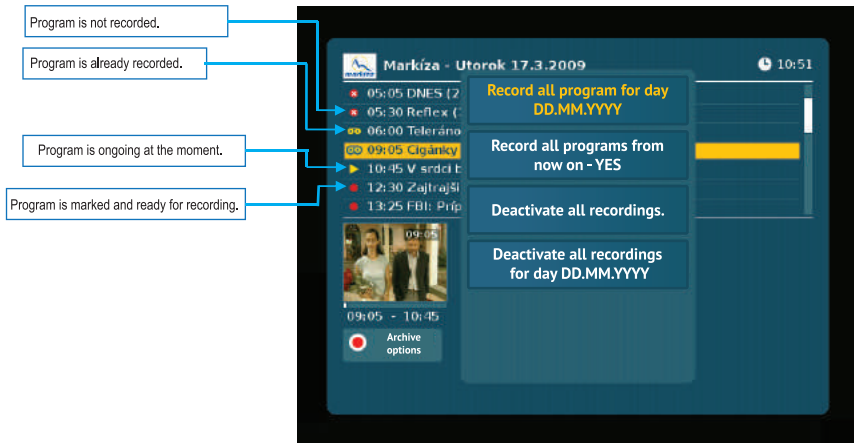 Program is not recorded.
Program is already recorded.
Program is ongoing at the moment.
Program is marked and ready for recording.
markíza
Markíza - Utorok 17.3.2009
10:51
05:05 DNES (2
05:30 Reflex (
06:00 Teleráno
09:05 Cigánky
10:45 V srdci
12:30 Zajtrajši
13:25 FBI: Príp
Record all program for day
DD.MM.YYYY
Record all programs from
now on - YES
Deactivate all recordings.
Deactivate all recordings
for day DD.MM.YYYY
09:05
09:05 - 10:45
Archive
options